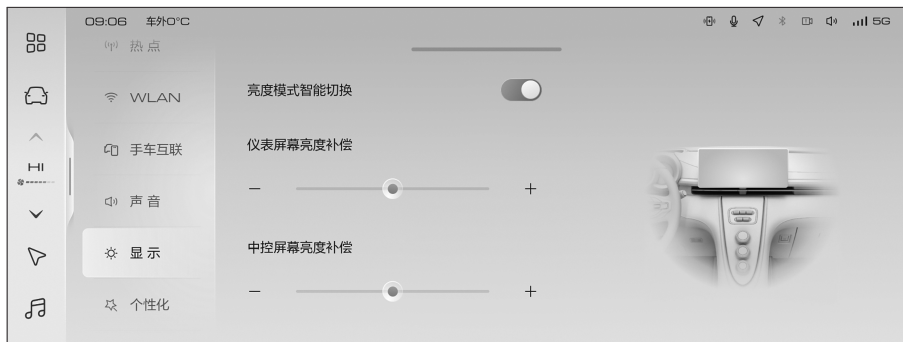 09:06 车外0°C 5G
热点
WLAN
手车互联
声音
显示
个性化
HI
亮度模式智能切换
仪表屏幕亮度补偿
− +
中控屏幕亮度补偿
− +